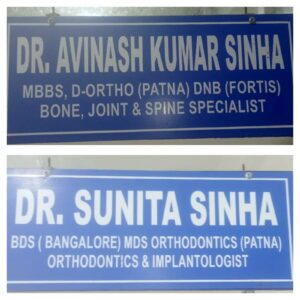 DR. AVINASH KUMAR SINHA
MBBS, D-ORTHO (PATNA) DNB (FORTIS)
BONE, JOINT & SPINE SPECIALIST
DR. SUNITA SINHA
BDS ( BANGALORE) MDS ORTHODONTICS (PATNA)
ORTHODONTICS & IMPLANTOLOGIST